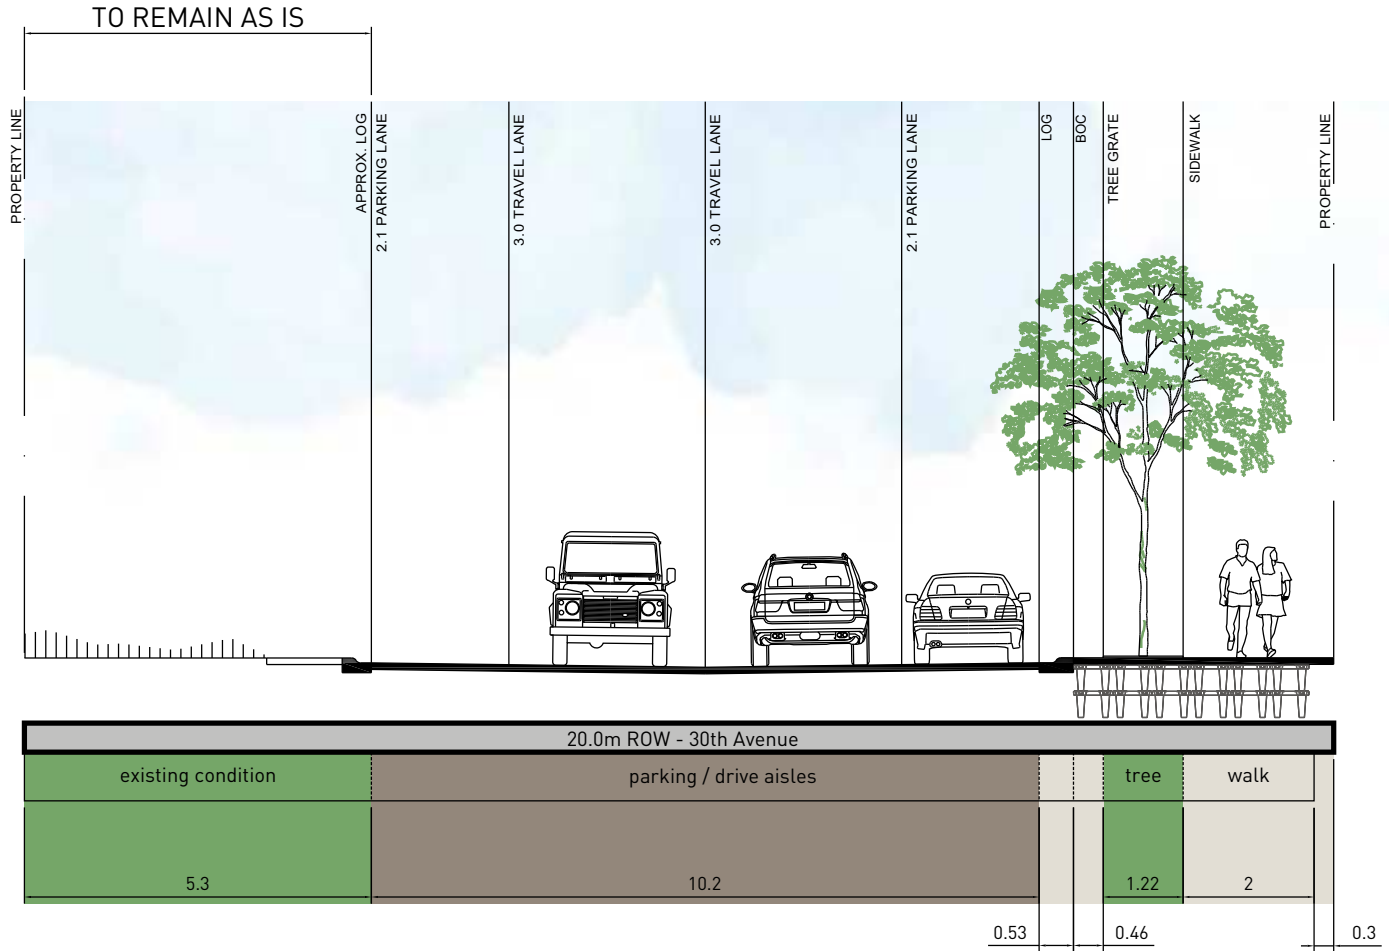 TO REMAIN AS IS
PROPERTY LINE
APPROX. LOG
2.1 PARKING LANE
3.0 TRAVEL LANE
3.0 TRAVEL LANE
2.1 PARKING LANE
LOG
BOC
TREE GRATE
SIDEWALK
PROPERTY LINE
20.0m ROW - 30th Avenue
existing condition
parking / drive aisles
tree
walk
5.3
10.2
1.22
2
0.53
0.46
0.3